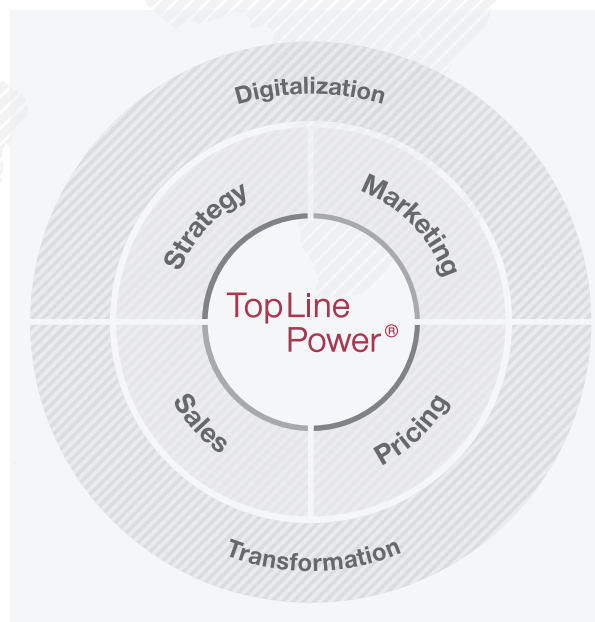 Digitalization
Strategy
Marketing
TopLine
Power®
Sales
Pricing
Transformation